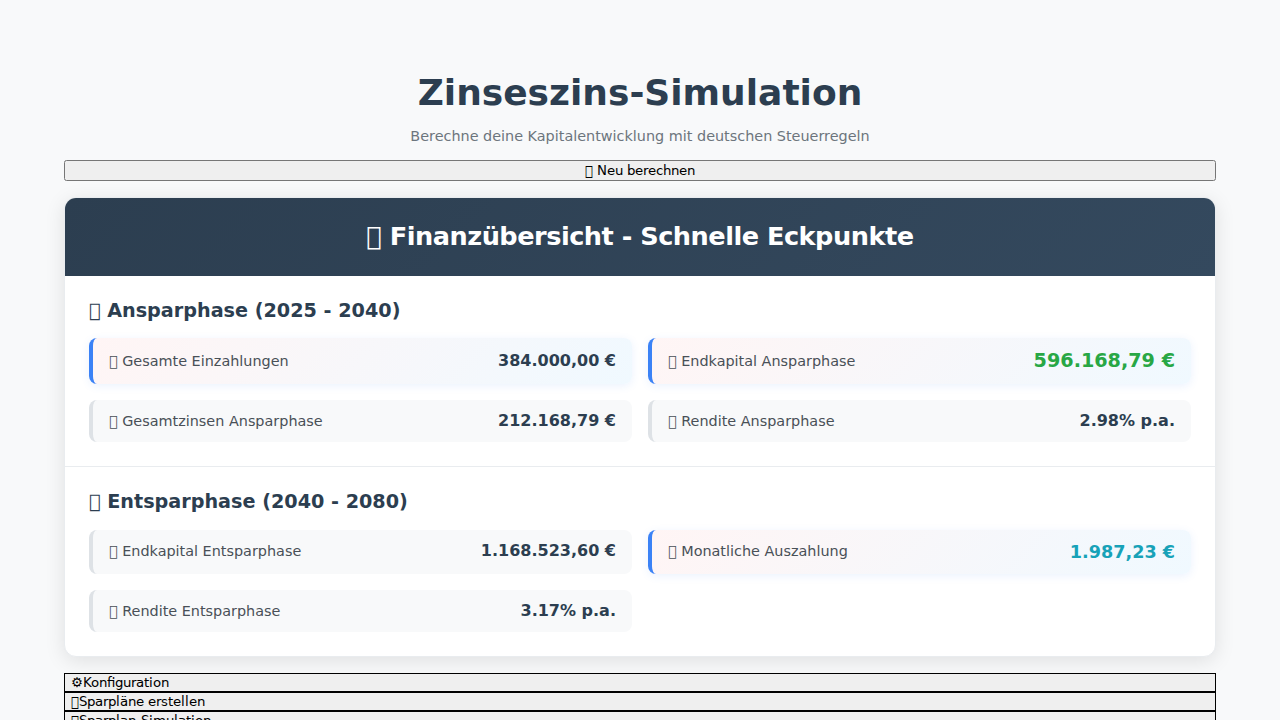 Zinseszins-Simulation
Berechne deine Kapitalentwicklung mit deutschen Steuerregeln
Neu berechnen
Finanzübersicht - Schnelle Eckpunkte
Ansparphase (2025 - 2040)
Gesamte Einzahlungen 384.000,00 €
Endkapital Ansparphase 596.168,79 €
Gesamtzinsen Ansparphase 212.168,79 €
Rendite Ansparphase 2.98% p.a.
Entsparphase (2040 - 2080)
Endkapital Entsparphase 1.168.523,60 €
Monatliche Auszahlung 1.987,23 €
Rendite Entsparphase 3.17% p.a.
⚙Konfiguration
Sparpläne erstellen
Sparplan-Simulation